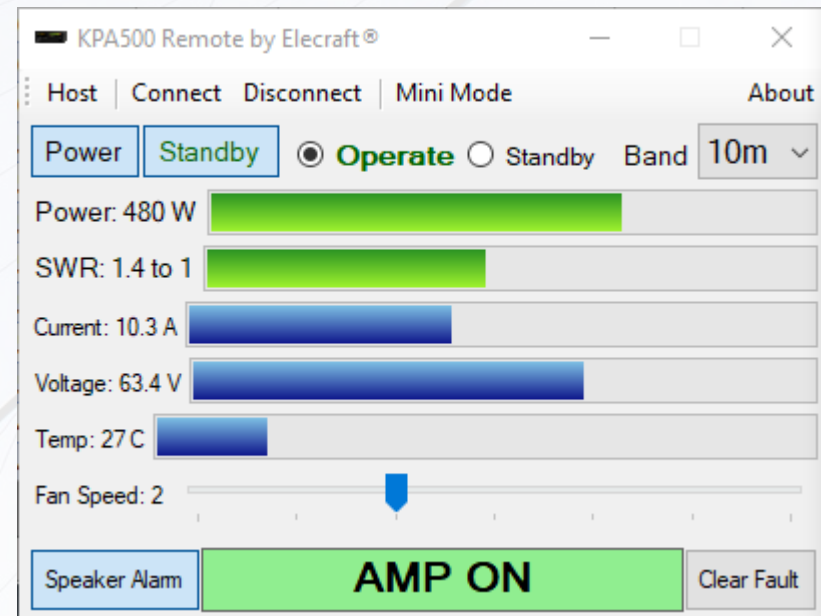 KPA500 Remote by Elecraft®
Host Connect Disconnect Mini Mode About
Power Standby Operate Standby Band 10m
Power: 480 W
SWR: 1.4 to 1
Current: 10.3 A
Voltage: 63.4 V
Temp: 27 C
Fan Speed: 2
Speaker Alarm AMP ON Clear Fault